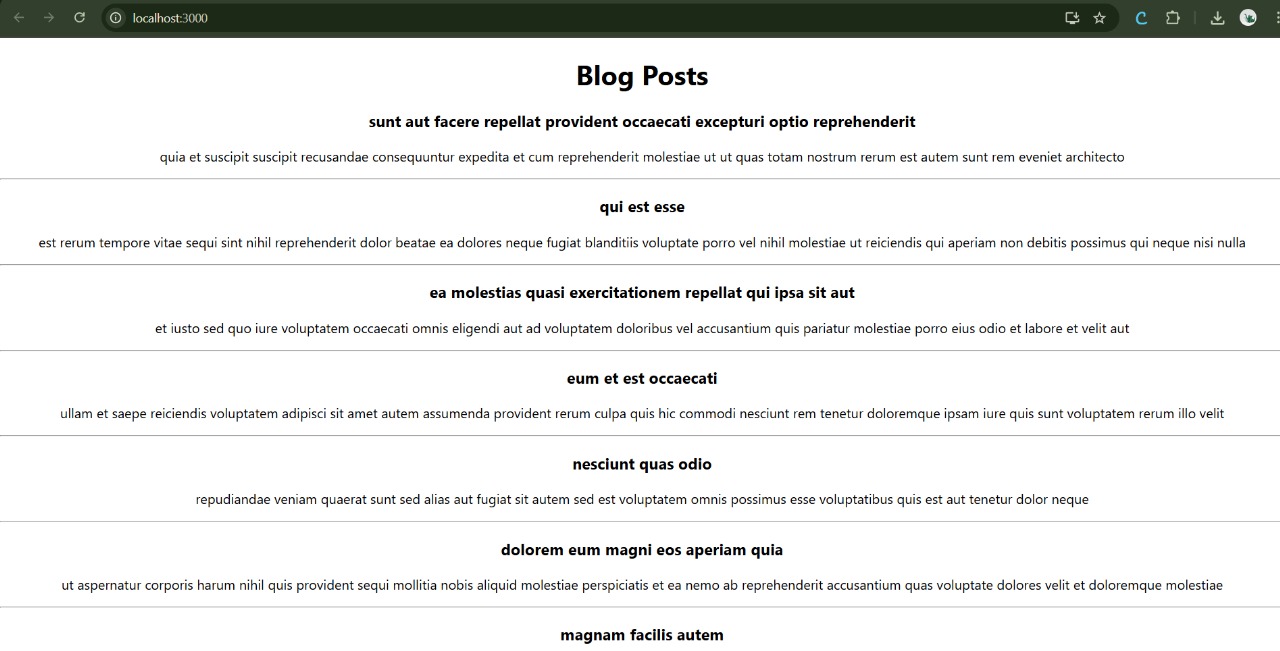 localhost:3000
Blog Posts
sunt aut facere repellat provident occaecati excepturi optio reprehenderit
quia et suscipit suscipit recusandae consequuntur expedita et cum reprehenderit molestiae ut ut quas totam nostrum rerum est autem sunt rem eveniet architecto
qui est esse
est rerum tempore vitae sequi sint nihil reprehenderit dolor beatae ea dolores neque fugiat blanditiis voluptate porro vel nihil molestiae ut reiciendis qui aperiam non debitis possimus qui neque nisi nulla
ea molestias quasi exercitationem repellat qui ipsa sit aut
et iusto sed quo iure voluptatem occaecati omnis eligendi aut ad voluptatem doloribus vel accusantium quis pariatur molestiae porro eius odio et labore et velit aut
eum et est occaecati
ullam et saepe reiciendis voluptatem adipisci sit amet autem assumenda provident rerum culpa quis hic commodi nesciunt rem tenetur doloremque ipsam iure quis sunt voluptatem rerum illo velit
nesciunt quas odio
repudiandae veniam quaerat sunt sed alias aut fugiat sit autem sed est voluptatem omnis possimus esse voluptatibus quis est aut tenetur dolor neque
dolorem eum magni eos aperiam quia
ut aspernatur corporis harum nihil quis provident sequi mollitia nobis aliquid molestiae perspiciatis et ea nemo ab reprehenderit accusantium quas voluptate dolores velit et doloremque molestiae
magnam facilis autem